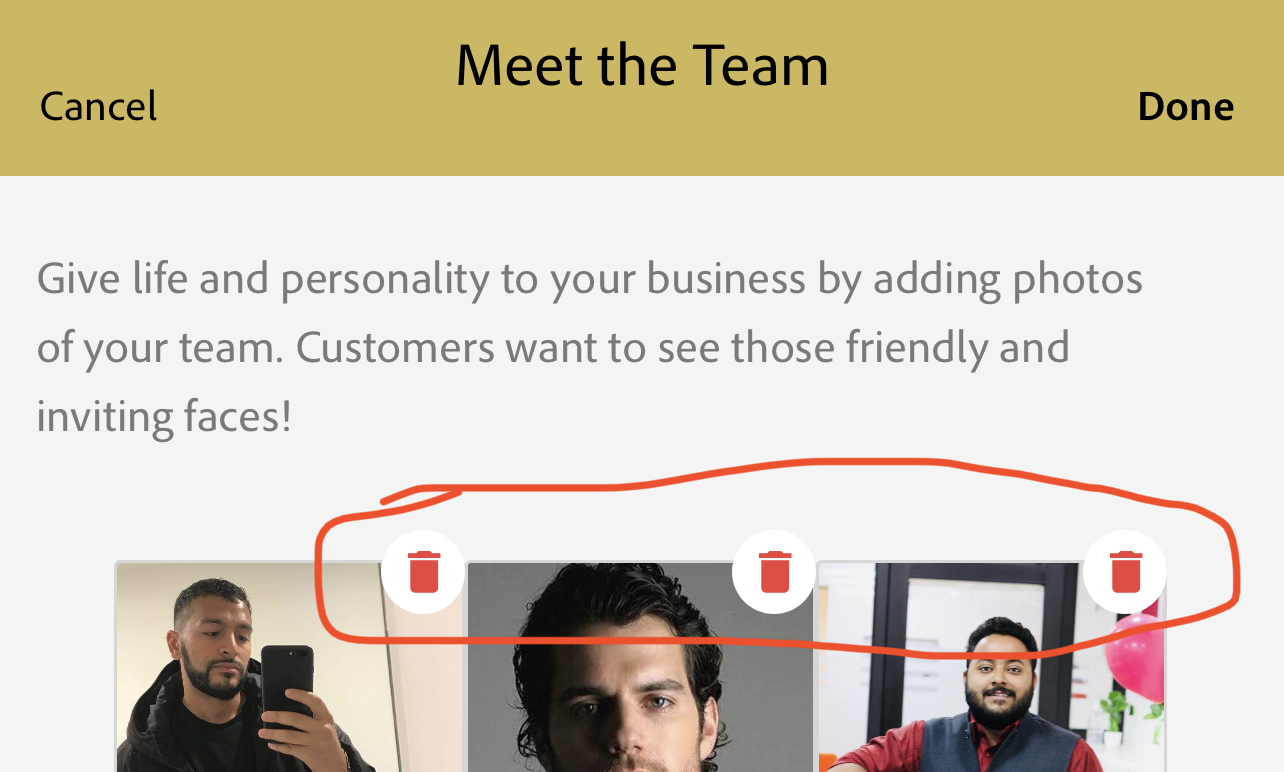 Meet the Team
Cancel
Done
Give life and personality to your business by adding photos
of your team. Customers want to see those friendly and
inviting faces!